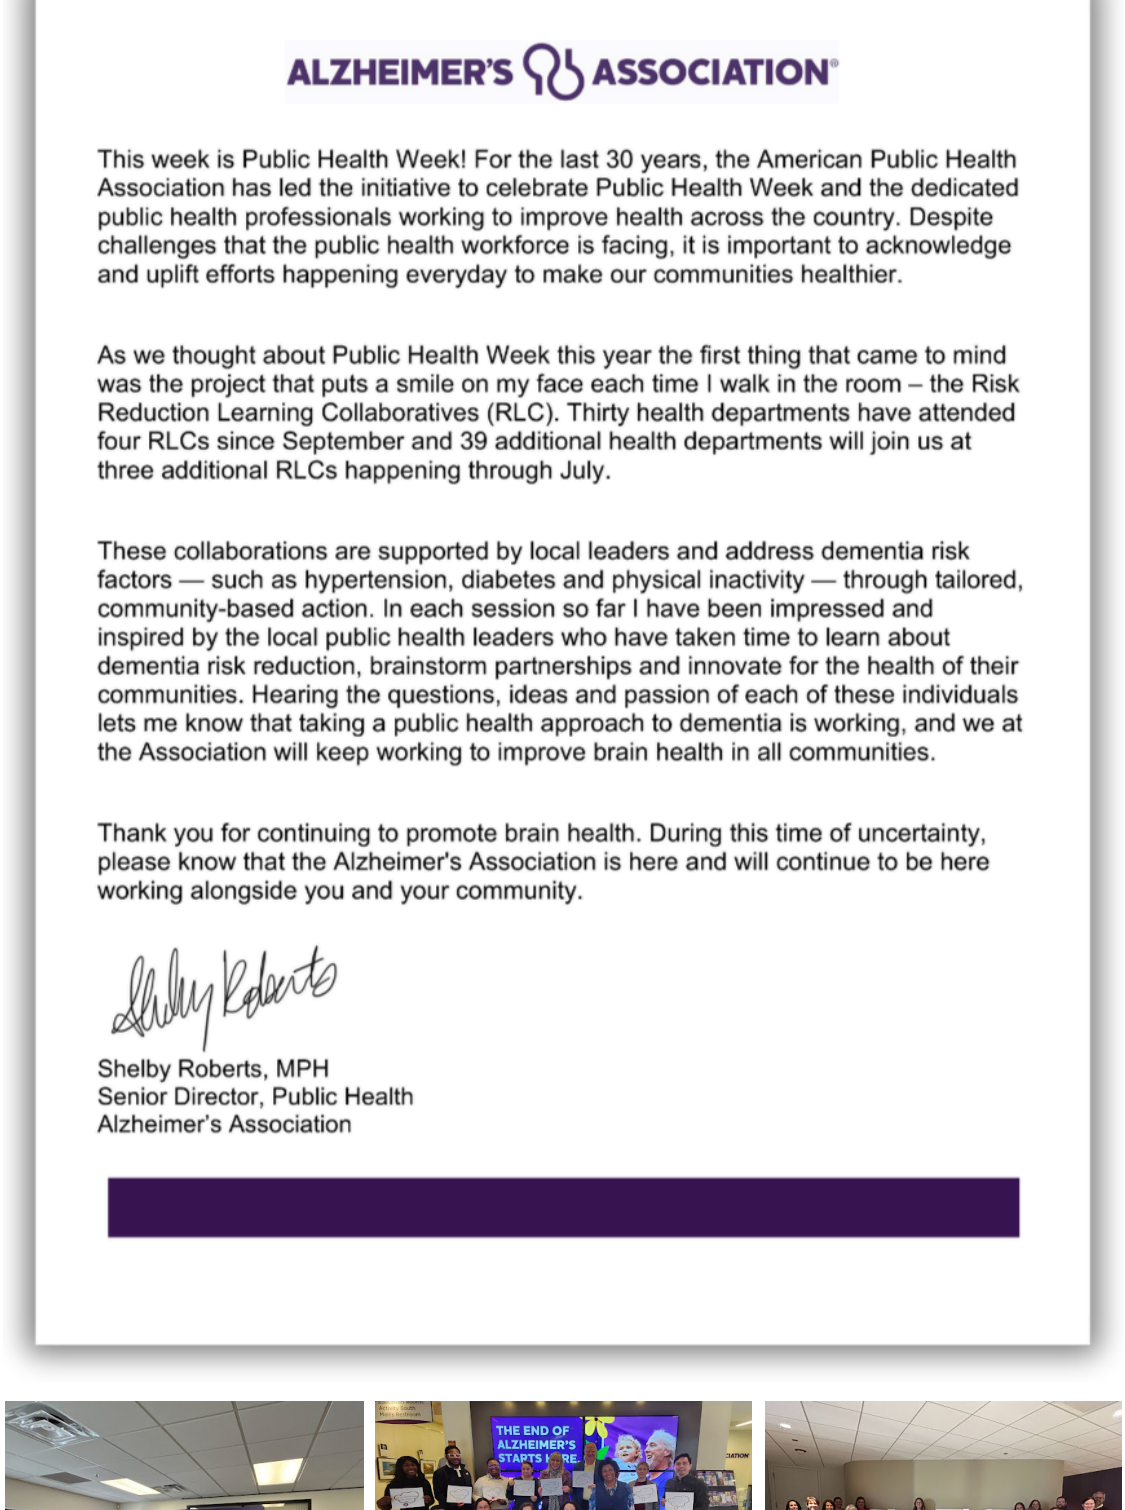 ALZHEIMER'S ASSOCIATION®
This week is Public Health Week! For the last 30 years, the American Public Health
Association has led the initiative to celebrate Public Health Week and the dedicated
public health professionals working to improve health across the country. Despite
challenges that the public health workforce is facing, it is important to acknowledge
and uplift efforts happening everyday to make our communities healthier.
As we thought about Public Health Week this year the first thing that came to mind
was the project that puts a smile on my face each time I walk in the room – the Risk
Reduction Learning Collaboratives (RLC). Thirty health departments have attended
four RLCs since September and 39 additional health departments will join us at
three additional RLCs happening through July.
These collaborations are supported by local leaders and address dementia risk
factors — such as hypertension, diabetes and physical inactivity — through tailored,
community-based action. In each session so far I have been impressed and
inspired by the local public health leaders who have taken time to learn about
dementia risk reduction, brainstorm partnerships and innovate for the health of their
communities. Hearing the questions, ideas and passion of each of these individuals
lets me know that taking a public health approach to dementia is working, and we at
the Association will keep working to improve brain health in all communities.
Thank you for continuing to promote brain health. During this time of uncertainty,
please know that the Alzheimer's Association is here and will continue to be here
working alongside you and your community.
Shelby Roberts
Shelby Roberts, MPH
Senior Director, Public Health
Alzheimer's Association
Activity South
THE END OF
ALZHEIMER'S
STARTS HERE.